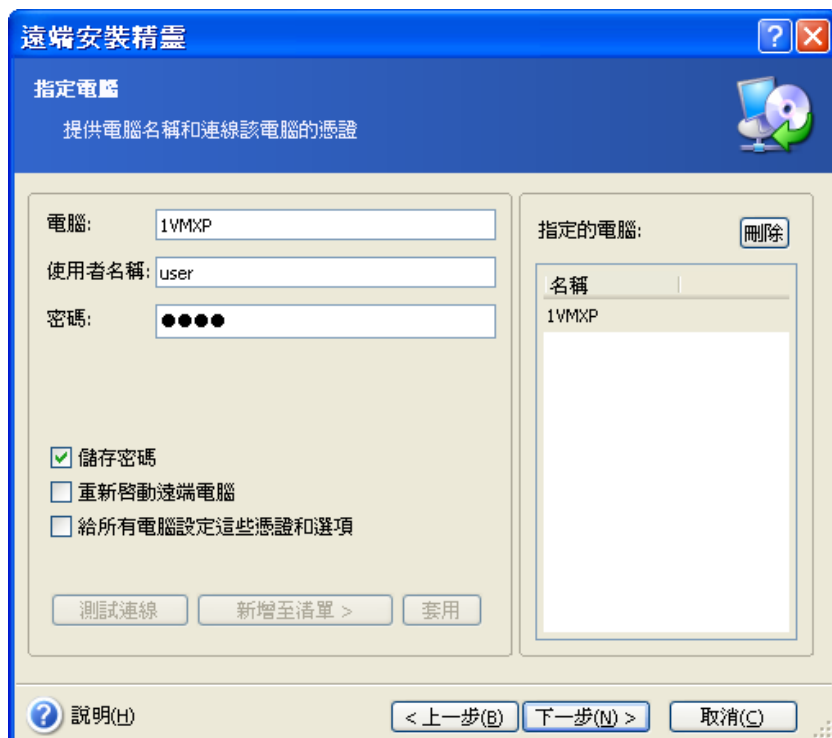 遠端安裝精靈
指定電腦
提供電腦名稱和連線該電腦的憑證
電腦: 1VMXP
使用者名稱: user
密碼: ●●●●
儲存密碼
重新啓動遠端電腦
給所有電腦設定這些憑證和選項
測試連線 新增至清單 > 套用
指定的電腦: 刪除
名稱
1VMXP
說明(H) < 上一步(B) 下一步(N) > 取消(C)